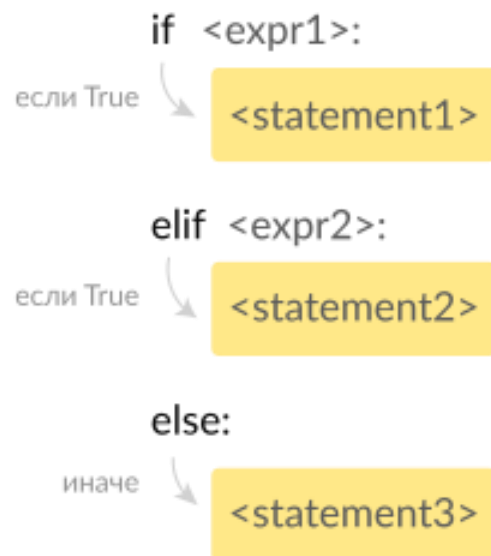 if <expr1>:
если True
<statement1>
elif <expr2>:
если True
<statement2>
else:
иначе
<statement3>